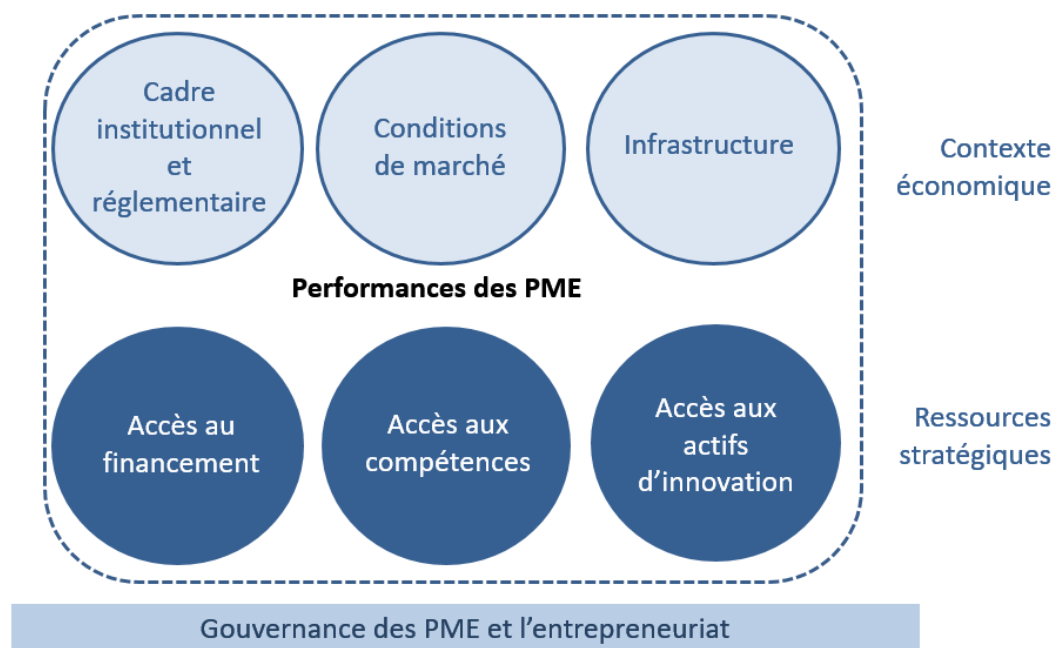 Cadre
institutionnel
et
réglementaire
Conditions
de marché
Infrastructure
Contexte
économique
Performances des PME
Accès au
financement
Accès aux
compétences
Accès aux
actifs
d’innovation
Ressources
stratégiques
Gouvernance des PME et l’entrepreneuriat